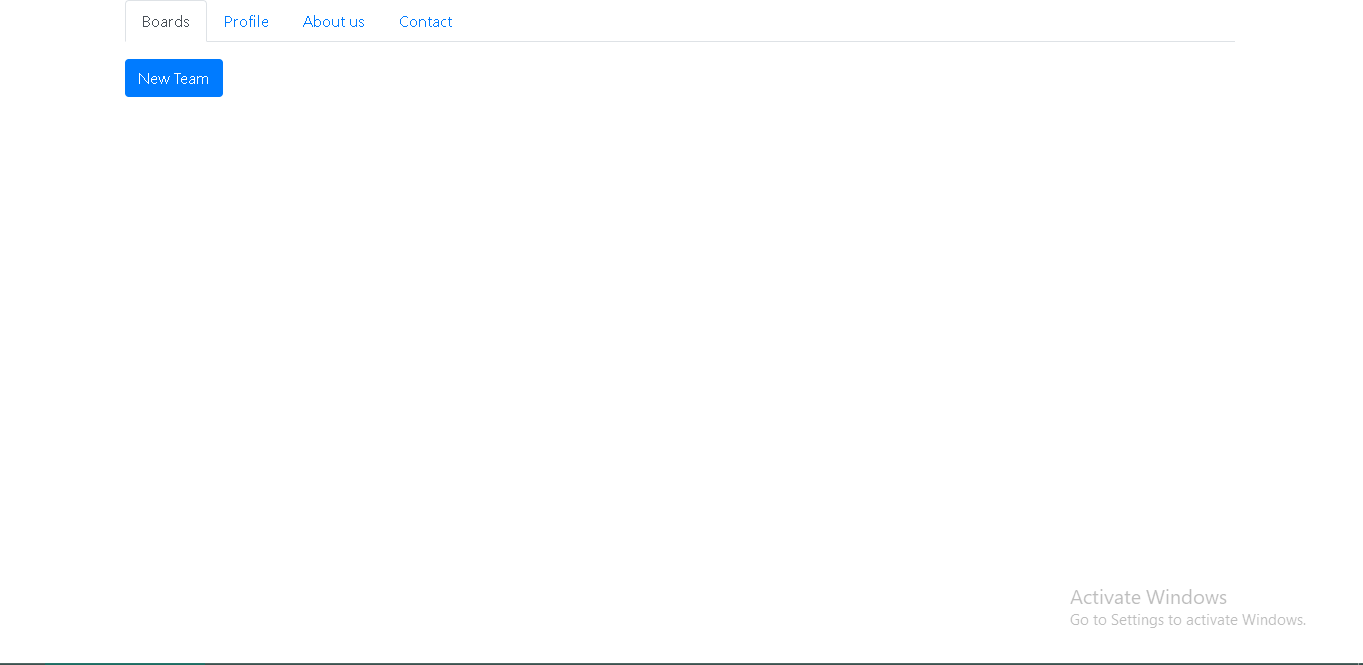 Boards Profile About us Contact
New Team
Activate Windows
Go to Settings to activate Windows.